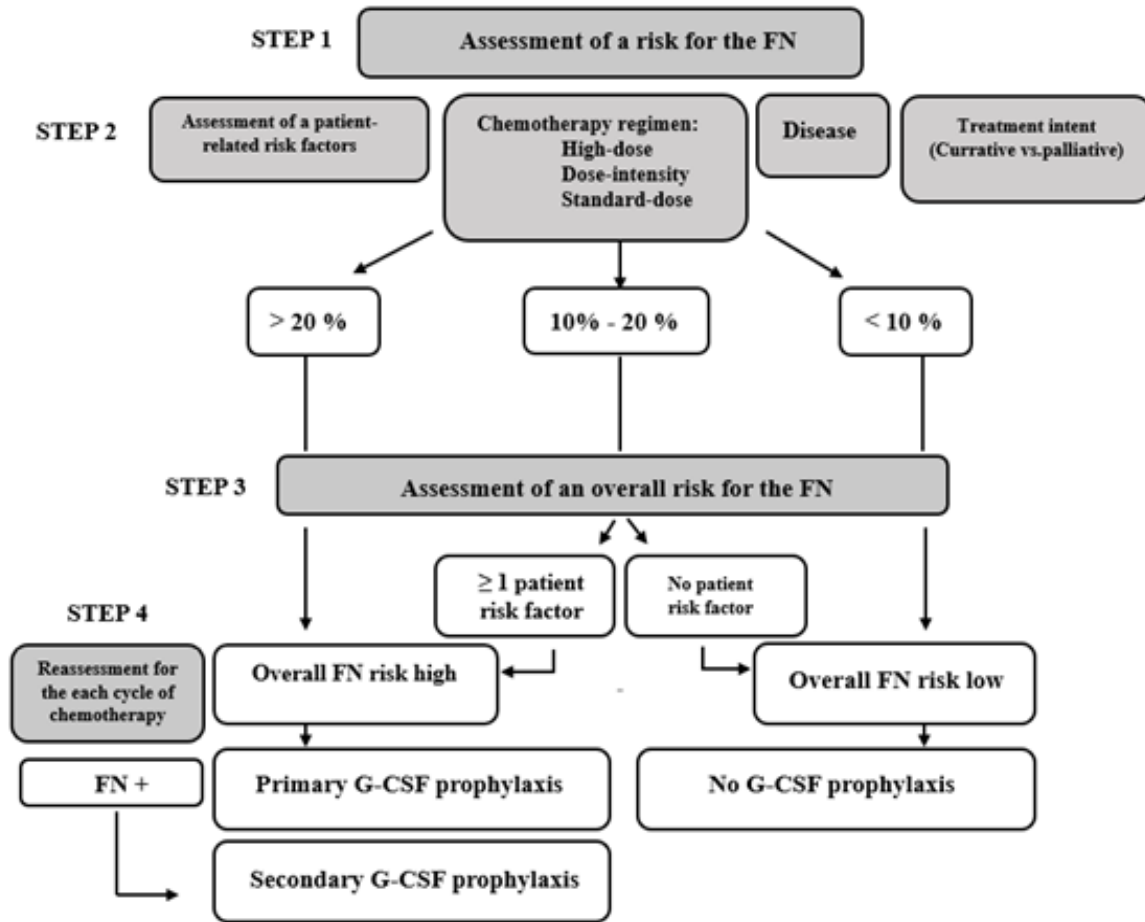 STEP 1
Assessment of a risk for the FN
STEP 2
Assessment of a patient-
related risk factors
Chemotherapy regimen:
High-dose
Dose-intensity
Standard-dose
Disease
Treatment intent
(Currative vs.palliative)
> 20 %
10% - 20 %
< 10 %
STEP 3
Assessment of an overall risk for the FN
≥ 1 patient
risk factor
No patient
risk factor
STEP 4
Reassessment for
the each cycle of
chemotherapy
Overall FN risk high
Overall FN risk low
FN +
Primary G-CSF prophylaxis
No G-CSF prophylaxis
Secondary G-CSF prophylaxis